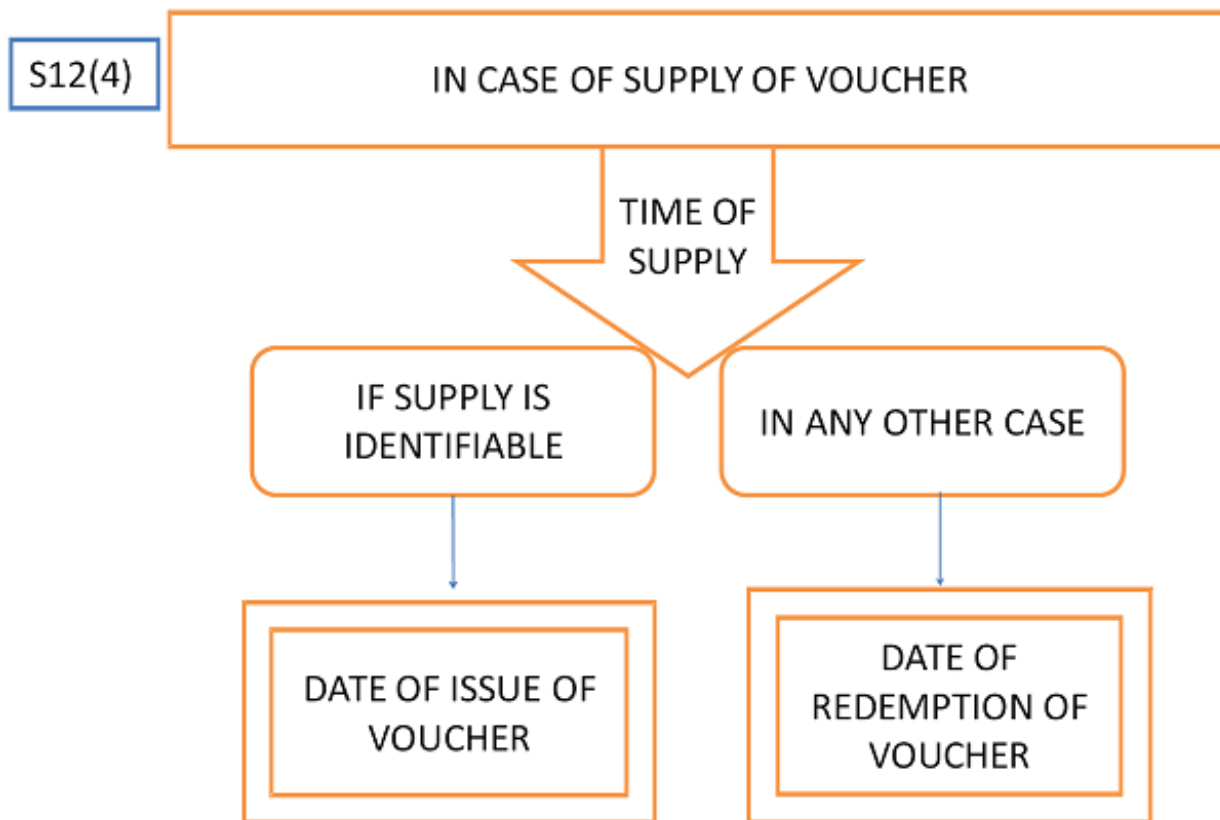 S12(4)
IN CASE OF SUPPLY OF VOUCHER
TIME OF
SUPPLY
IF SUPPLY IS
IDENTIFIABLE
IN ANY OTHER CASE
DATE OF ISSUE OF
VOUCHER
DATE OF
REDEMPTION OF
VOUCHER